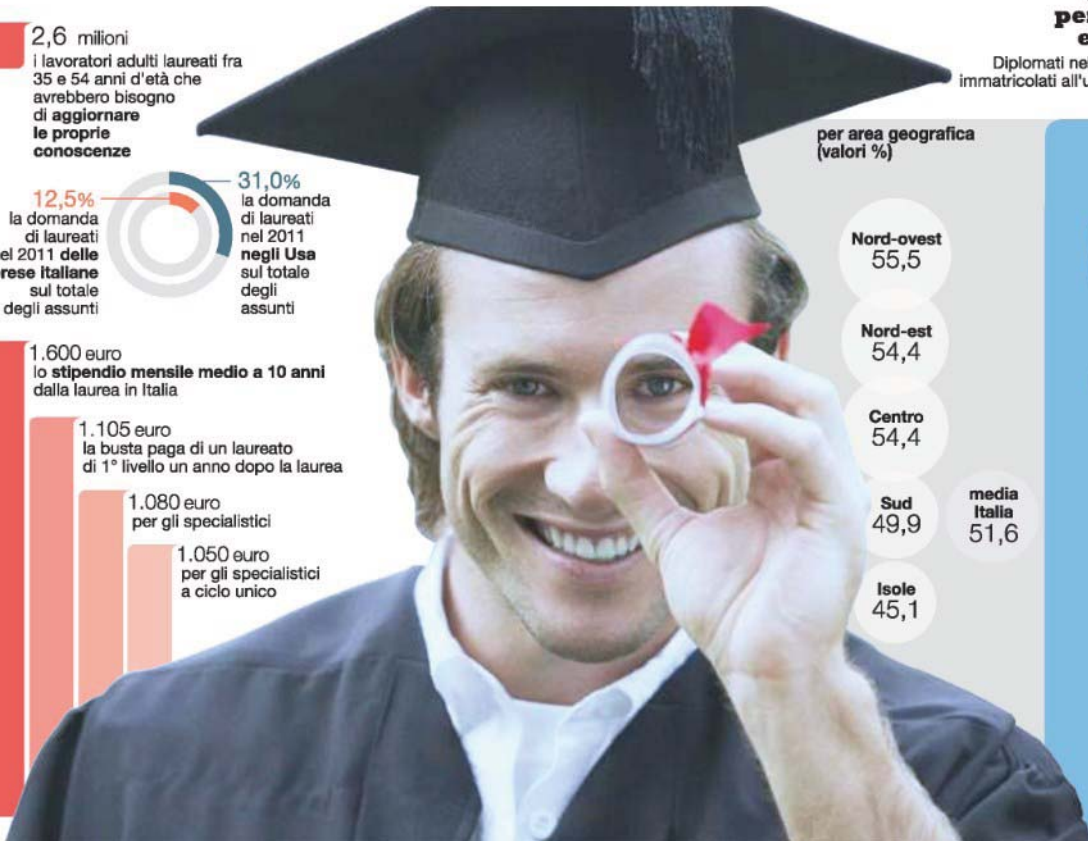 2,6 milioni
i lavoratori adulti laureati fra
35 e 54 anni d'età che
avrebbero bisogno
di aggiornare
le proprie
conoscenze
12,5%
la domanda
di laureati
nel 2011 delle
imprese italiane
sul totale
degli assunti
31,0%
la domanda
di laureati
nel 2011
negli Usa
sul totale
degli
assunti
1.600 euro
lo stipendio mensile medio a 10 anni
dalla laurea in Italia
1.105 euro
la busta paga di un laureato
di 1° livello un anno dopo la laurea
1.080 euro
per gli specialistici
1.050 euro
per gli specialistici
a ciclo unico
Diplomati
immatricolati
per area geografica
(valori %)
Nord-ovest
55,5
Nord-est
54,4
Centro
54,4
Sud
49,9
media
Italia
51,6
Isole
45,1